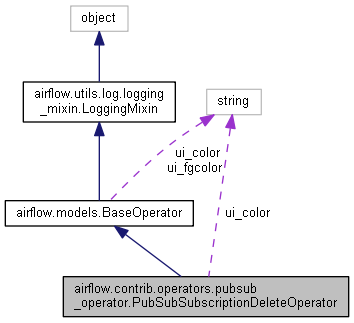 object
airflow.utils.log.logging
_mixin.LoggingMixin
string
ui_color
ui_fgcolor
airflow.models.BaseOperator
ui_color
airflow.contrib.operators.pubsub
_operator.PubSubSubscriptionDeleteOperator